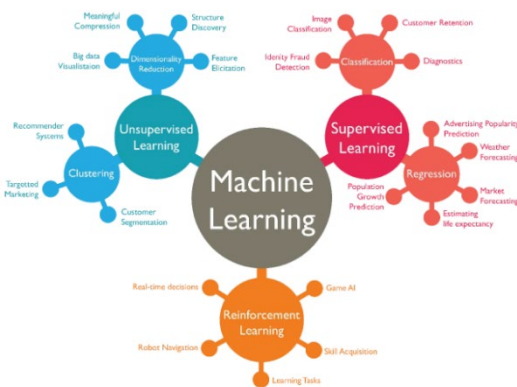 Meaningful
Compression
Structure
Discovery
Big data
Visualistaion
Dimensionality
Reduction
Feature
Elicitation
Image
Classification
Customer Retention
Idenity Fraud
Detection
Classification
Diagnostics
Recommender
Systems
Unsupervised
Learning
Clustering
Targetted
Marketing
Customer
Segmentation
Machine
Learning
Supervised
Learning
Advertising Popularity
Prediction
Weather
Forecasting
Regression
Population
Growth
Prediction
Market
Forecasting
Estimating
life expectancy
Real-time decisions
Game AI
Reinforcement
Learning
Robot Navigation
Skill Acquisition
Learning Tasks